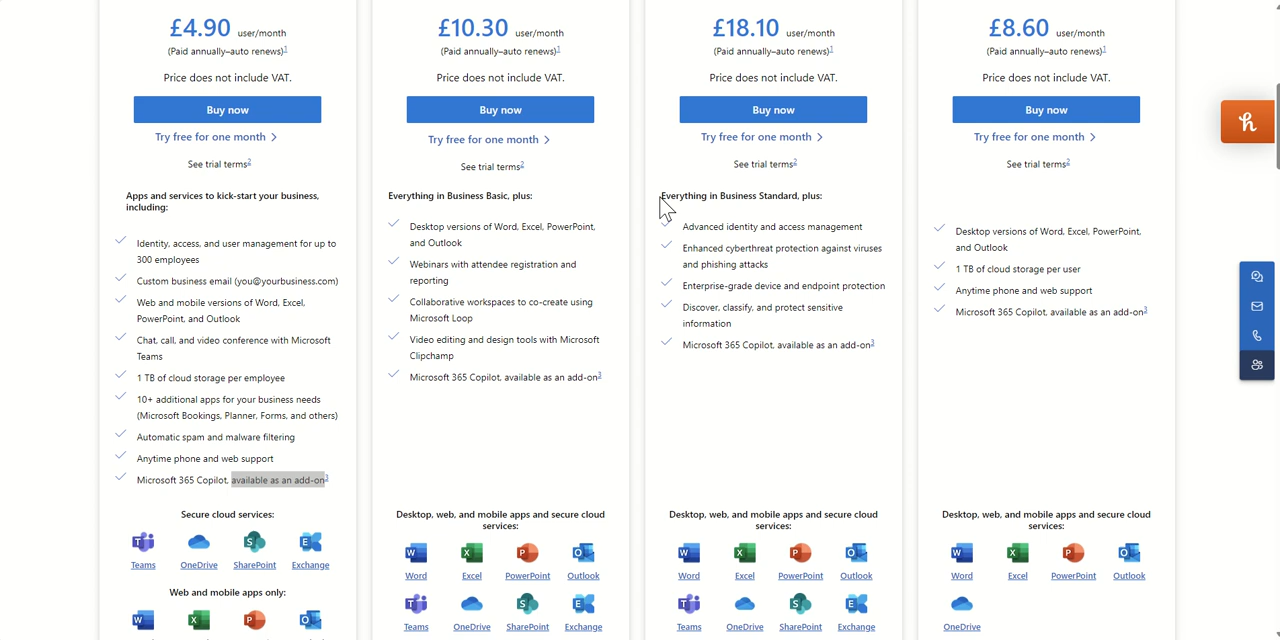 £4.90 user/month
(Paid annually–auto renews)1
Price does not include VAT.
Buy now
Try free for one month >
See trial terms2
Apps and services to kick-start your business,
including:
Identity, access, and user management for up to
300 employees
Custom business email (you@yourbusiness.com)
Web and mobile versions of Word, Excel,
PowerPoint, and Outlook
Chat, call, and video conference with Microsoft
Teams
1 TB of cloud storage per employee
10+ additional apps for your business needs
(Microsoft Bookings, Planner, Forms, and others)
Automatic spam and malware filtering
Anytime phone and web support
Microsoft 365 Copilot, available as an add-on3
Secure cloud services:
Teams OneDrive SharePoint Exchange
Web and mobile apps only:
£10.30 user/month
(Paid annually–auto renews)1
Price does not include VAT.
Buy now
Try free for one month >
See trial terms2
Everything in Business Basic, plus:
Desktop versions of Word, Excel, PowerPoint,
and Outlook
Webinars with attendee registration and
reporting
Collaborative workspaces to co-create using
Microsoft Loop
Video editing and design tools with Microsoft
Clipchamp
Microsoft 365 Copilot, available as an add-on3
Desktop, web, and mobile apps and secure cloud
services:
Word Excel PowerPoint Outlook
Teams OneDrive SharePoint Exchange
£18.10 user/month
(Paid annually–auto renews)1
Price does not include VAT.
Buy now
Try free for one month >
See trial terms2
Everything in Business Standard, plus:
Advanced identity and access management
Enhanced cyberthreat protection against viruses
and phishing attacks
Enterprise-grade device and endpoint protection
Discover, classify, and protect sensitive
information
Microsoft 365 Copilot, available as an add-on3
Desktop, web, and mobile apps and secure cloud
services:
Word Excel PowerPoint Outlook
Teams OneDrive SharePoint Exchange
£8.60 user/month
(Paid annually–auto renews)1
Price does not include VAT.
Buy now
Try free for one month >
See trial terms2
Desktop versions of Word, Excel, PowerPoint,
and Outlook
1 TB of cloud storage per user
Anytime phone and web support
Microsoft 365 Copilot, available as an add-on3
Desktop, web, and mobile apps and secure cloud
services:
Word Excel PowerPoint Outlook
OneDrive